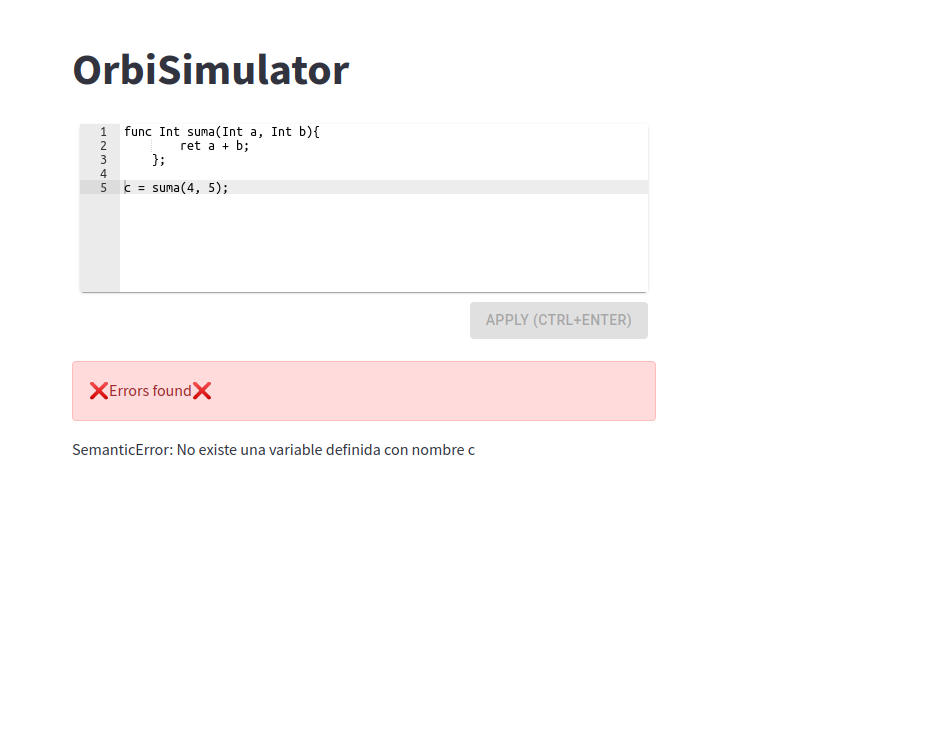 OrbiSimulator
1 func Int suma(Int a, Int b){
2 ret a + b;
3 };
4
5 c = suma(4, 5);
APPLY (CTRL+ENTER)
❌Errors found❌
SemanticError: No existe una variable definida con nombre c